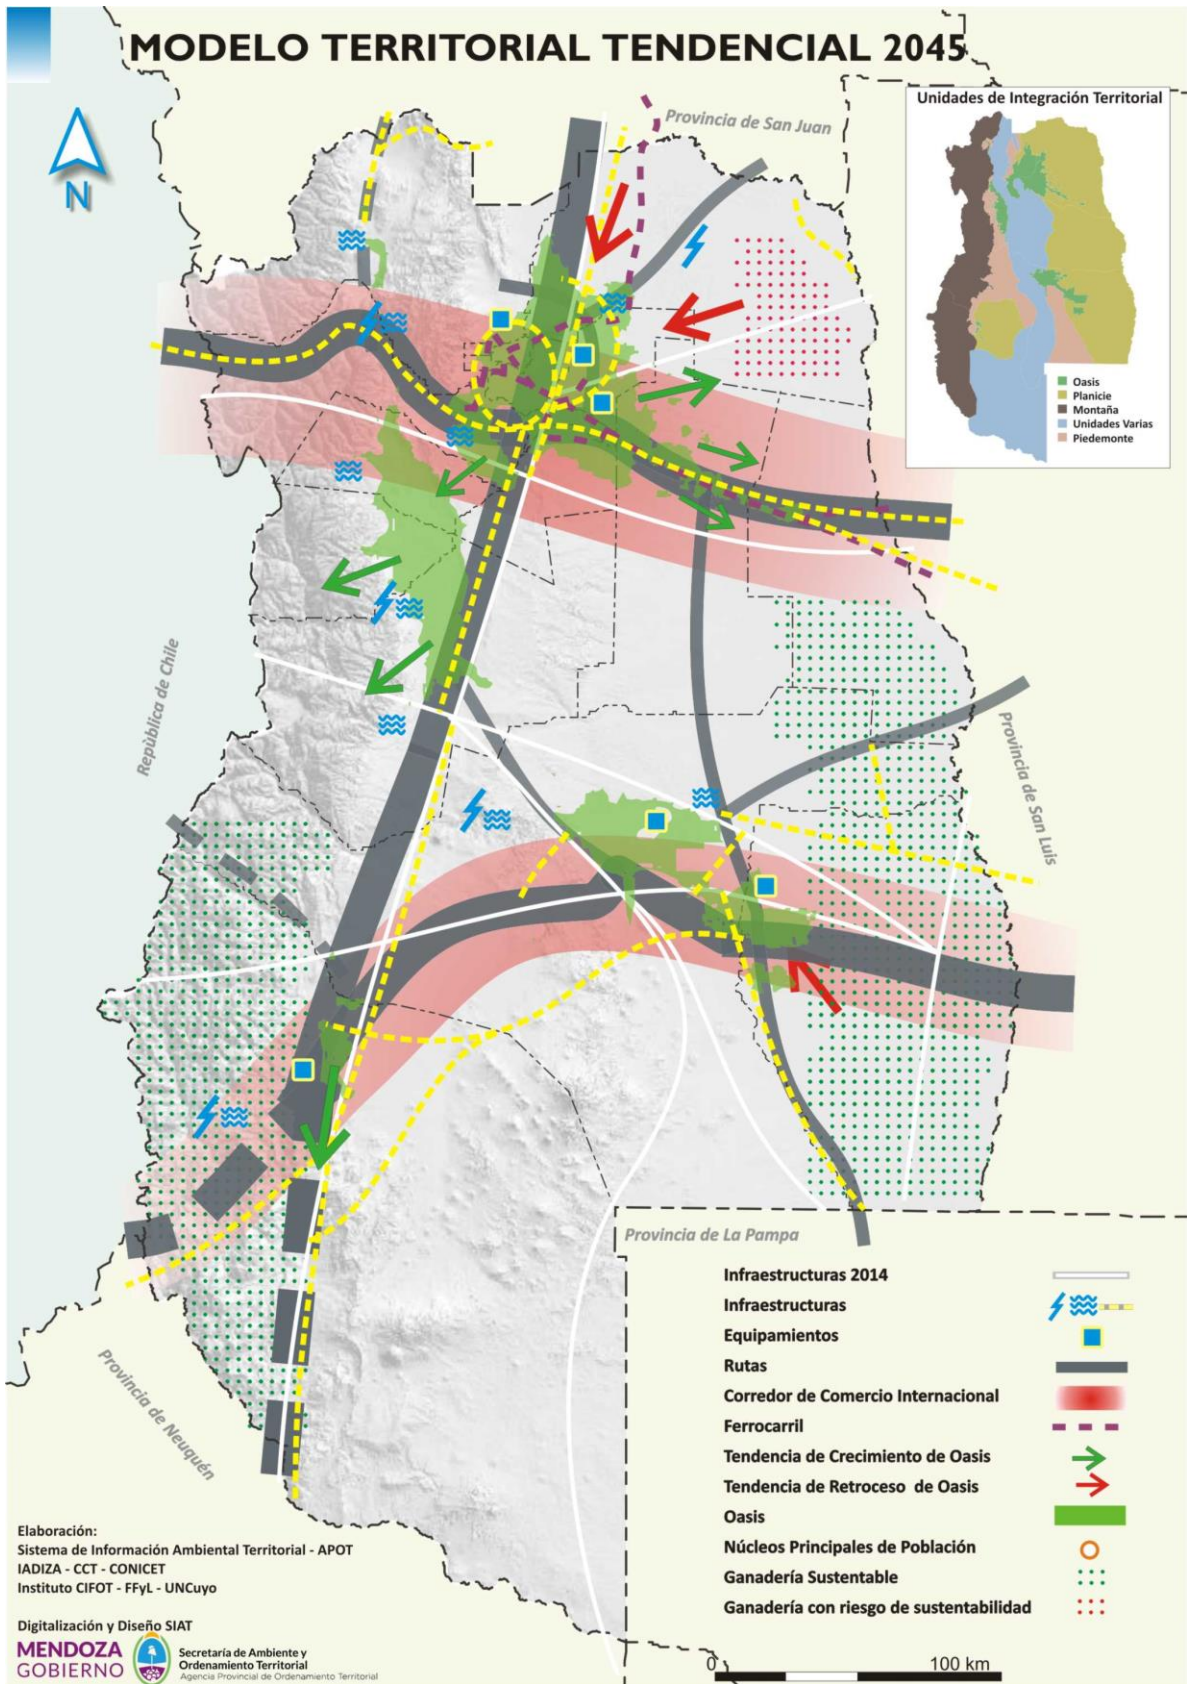 MODELO TERRITORIAL TENDENCIAL 2045
N
Provincia de San Juan
Unidades de Integración Territorial
Oasis
Planicie
Montaña
Unidades Varias
Piedemonte
Repùblica de Chile
Provincia de San Luis
Provincia de La Pampa
Provincia de Neuquén
Infraestructuras 2014
Infraestructuras
Equipamientos
Rutas
Corredor de Comercio Internacional
Ferrocarril
Tendencia de Crecimiento de Oasis
Tendencia de Retroceso de Oasis
Oasis
Núcleos Principales de Población
Ganadería Sustentable
Ganadería con riesgo de sustentabilidad
0 100 km
Elaboración:
Sistema de Información Ambiental Territorial - APOT
IADIZA - CCT - CONICET
Instituto CIFOT - FFyL - UNCuyo
Digitalización y Diseño SIAT
MENDOZA
GOBIERNO
Secretaría de Ambiente y
Ordenamiento Territorial
Agencia Provincial de Ordenamiento Territorial